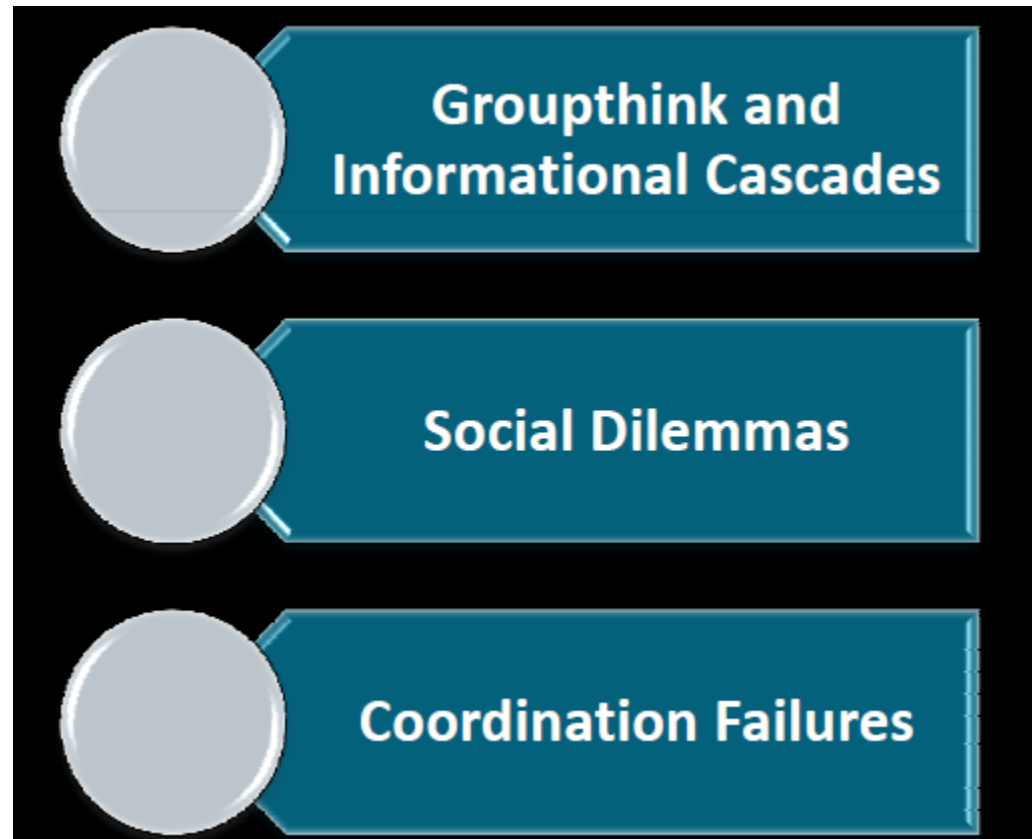 Groupthink and
Informational Cascades
Social Dilemmas
Coordination Failures